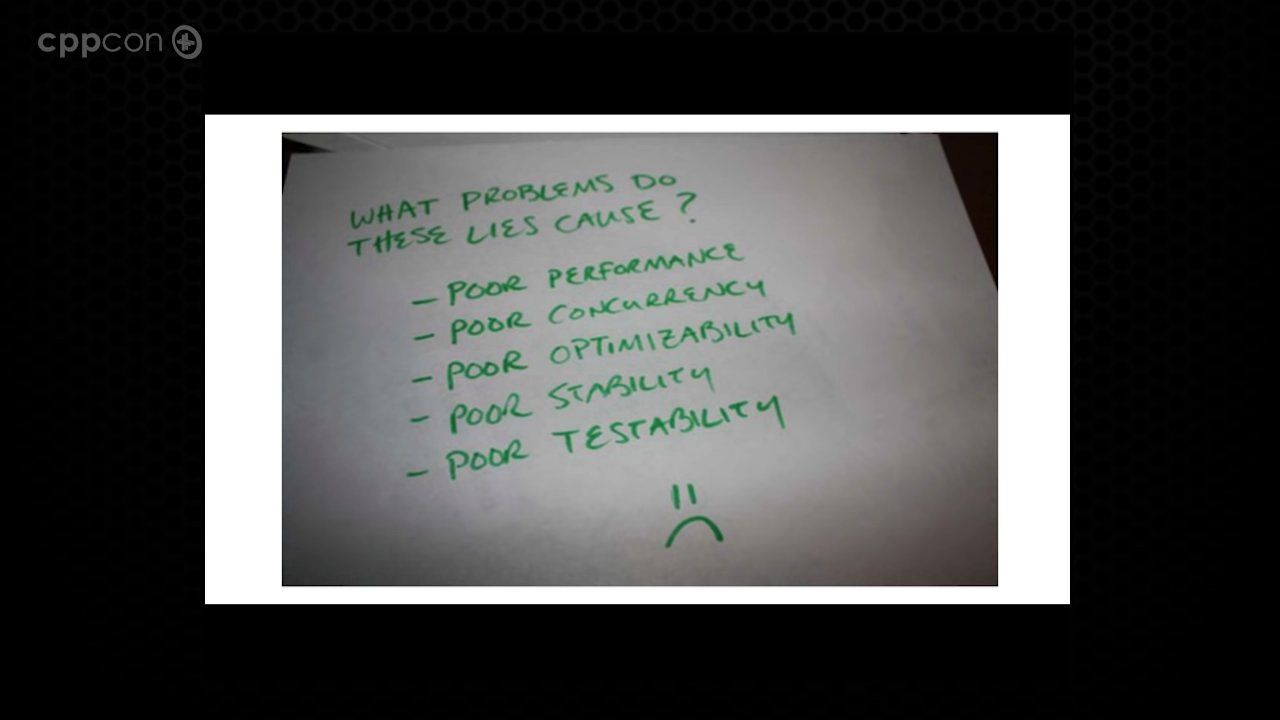 cppcon
WHAT PROBLEMS DO
THESE LIES CAUSE?
- POOR PERFORMANCE
- POOR CONCURRENCY
- POOR OPTIMIZABILITY
- POOR STABILITY
- POOR TESTABILITY